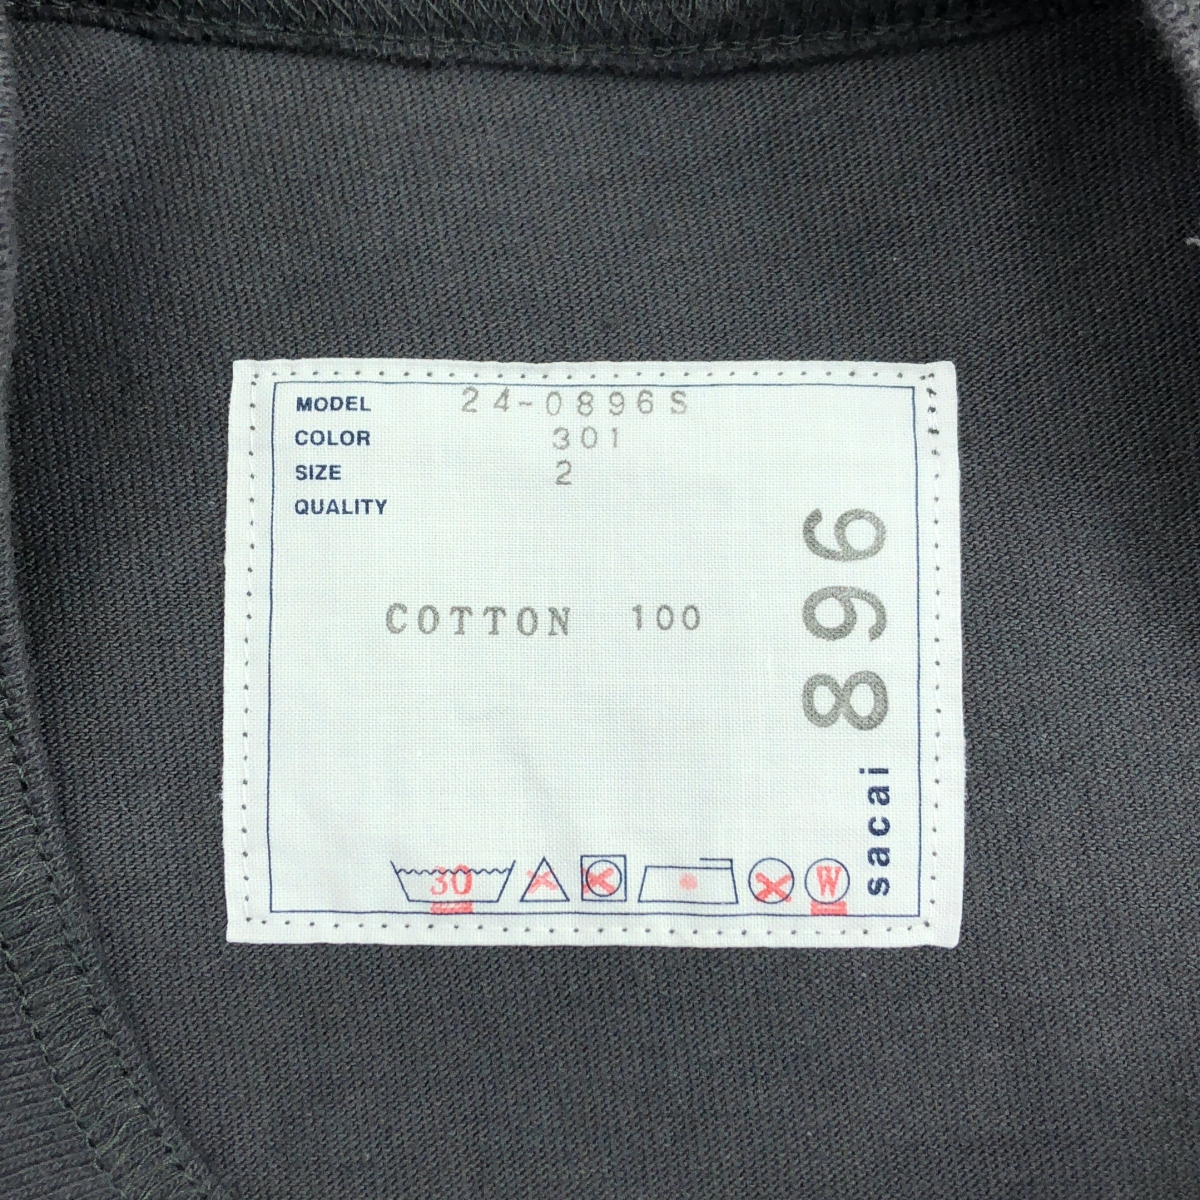 MODEL 24-0896S
COLOR 301
SIZE 2
QUALITY
COTTON 100
sacai 896
30 W